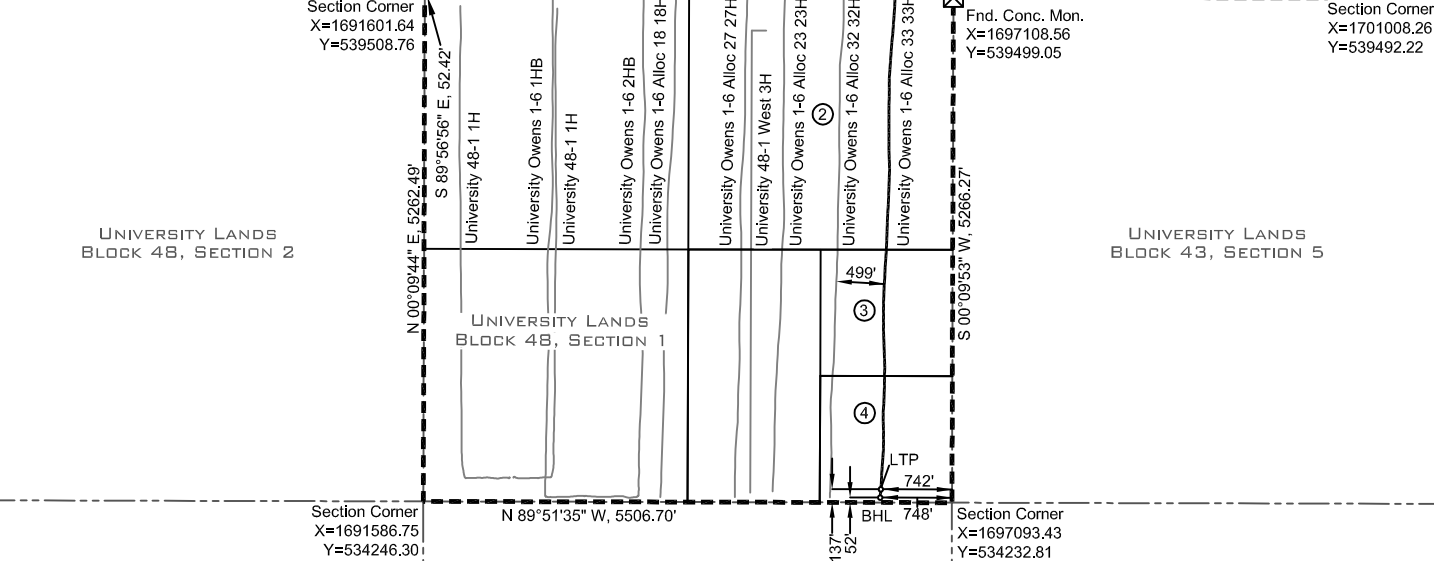 Section Corner
X=1691601.64
Y=539508.76
S 89°56'56" E, 52.42'
N 00°09'44" E, 5262.49'
University 48-1 1H
University Owens 1-6 1HB
University 48-1 1H
University Owens 1-6 2HB
University Owens 1-6 Alloc 18 18H
University Owens 1-6 Alloc 27 27H
University 48-1 West 3H
University Owens 1-6 Alloc 23 23H
University Owens 1-6 Alloc 32 32H
University Owens 1-6 Alloc 33 33H
2
Fnd. Conc. Mon.
X=1697108.56
Y=539499.05
Section Corner
X=1701008.26
Y=539492.22
S 00°09'53" W, 5266.27'
UNIVERSITY LANDS
BLOCK 48, SECTION 2
UNIVERSITY LANDS
BLOCK 43, SECTION 5
499'
3
UNIVERSITY LANDS
BLOCK 48, SECTION 1
4
LTP
742'
Section Corner
X=1691586.75
Y=534246.30
N 89°51'35" W, 5506.70'
137'
52'
BHL
748'
Section Corner
X=1697093.43
Y=534232.81